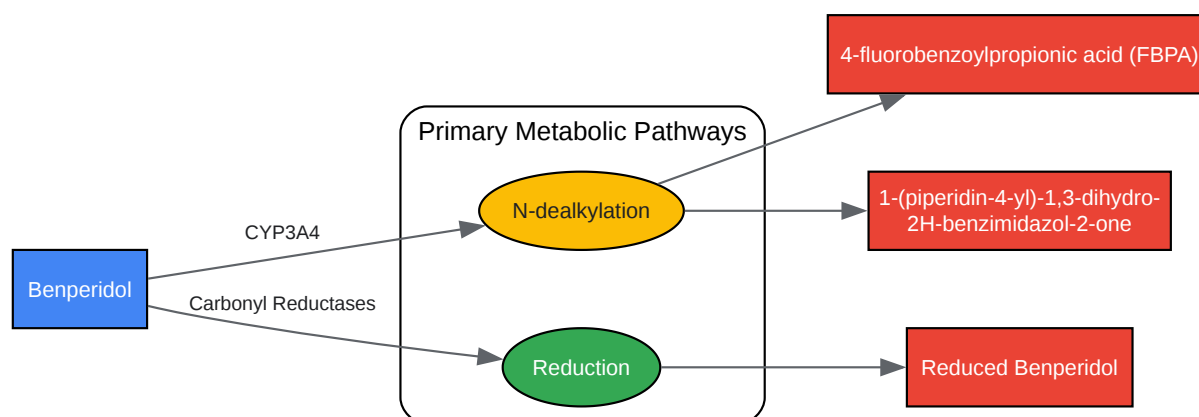 4-fluorobenzoylpropionic acid (FBPA)
Primary Metabolic Pathways
N-dealkylation
1-(piperidin-4-yl)-1,3-dihydro-
2H-benzimidazol-2-one
CYP3A4
Benperidol
Carbonyl Reductases
Reduction
Reduced Benperidol